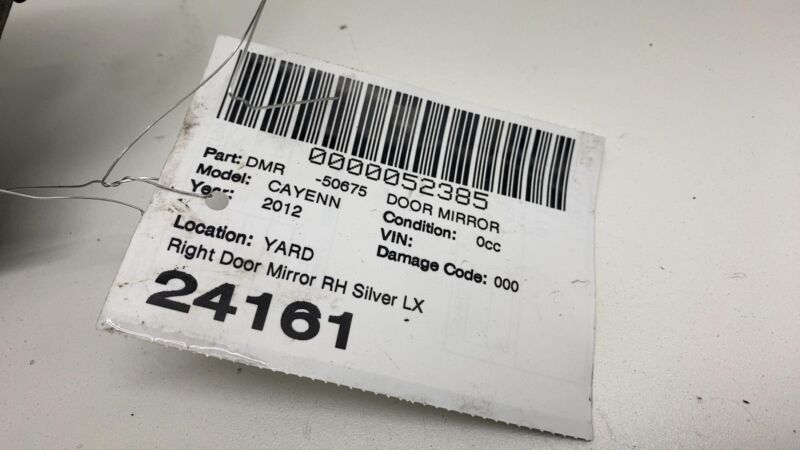 0000052385
Part: DMR -50675 DOOR MIRROR
Model: CAYENN Condition: 0cc
Year: 2012 VIN:
Damage Code: 000
Location: YARD
Right Door Mirror RH Silver LX
24161